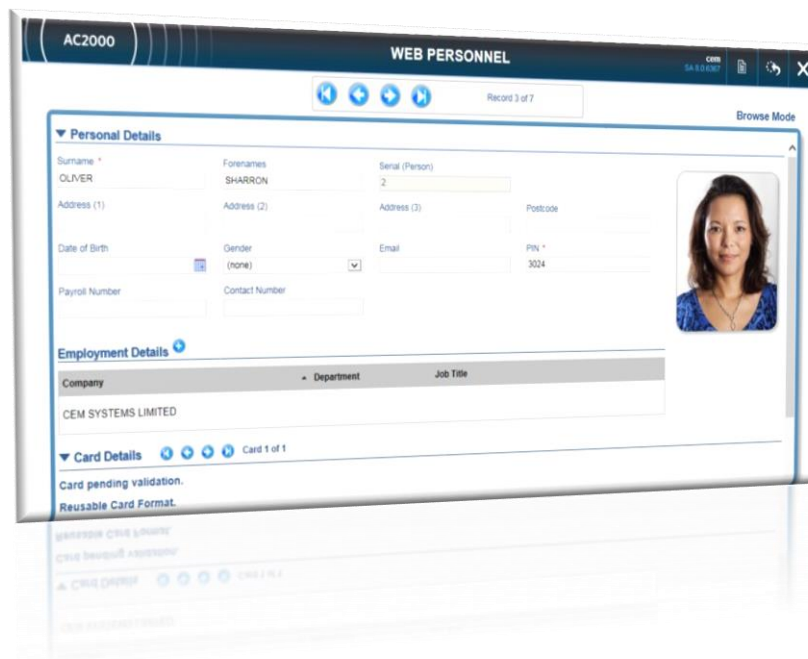 AC2000
WEB PERSONNEL
cem
Record 3 of 7
Browse Mode
Personal Details
Surname * Forenames Serial (Person)
OLIVER SHARRON 2
Address (1) Address (2) Address (3) Postcode
Date of Birth Gender Email PIN *
(none) 3024
Payroll Number Contact Number
Employment Details
Company Department Job Title
CEM SYSTEMS LIMITED
Card Details Card 1 of 1
Card pending validation.
Reusable Card Format.